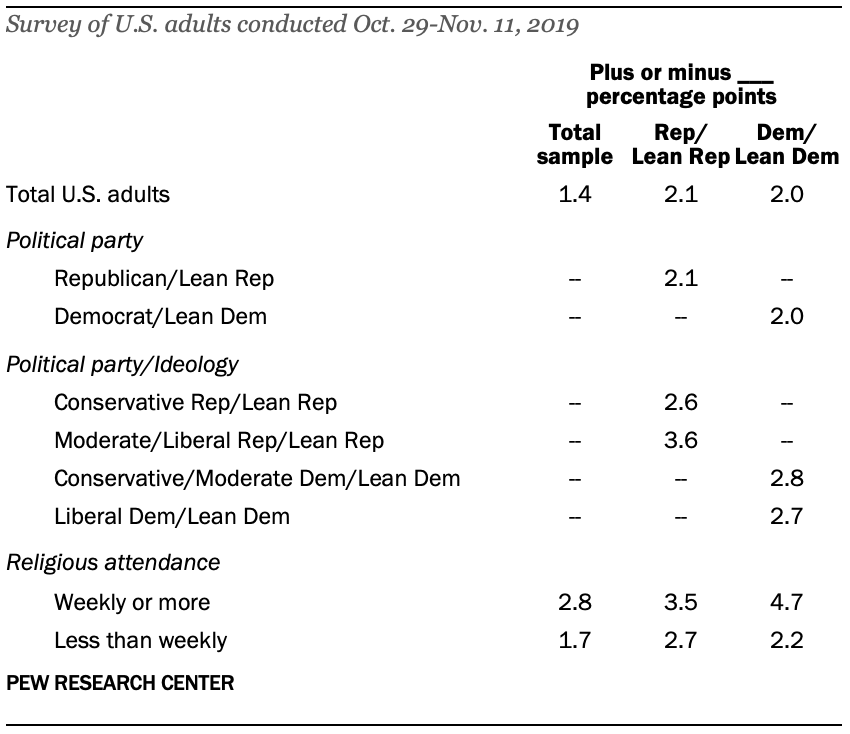 Survey of U.S. adults conducted Oct. 29-Nov. 11, 2019
Plus or minus ___
percentage points
Total sample Rep/ Lean Rep Dem/ Lean Dem
Total U.S. adults 1.4 2.1 2.0
Political party
Republican/Lean Rep -- 2.1 --
Democrat/Lean Dem -- -- 2.0
Political party/Ideology
Conservative Rep/Lean Rep -- 2.6 --
Moderate/Liberal Rep/Lean Rep -- 3.6 --
Conservative/Moderate Dem/Lean Dem -- -- 2.8
Liberal Dem/Lean Dem -- -- 2.7
Religious attendance
Weekly or more 2.8 3.5 4.7
Less than weekly 1.7 2.7 2.2
PEW RESEARCH CENTER